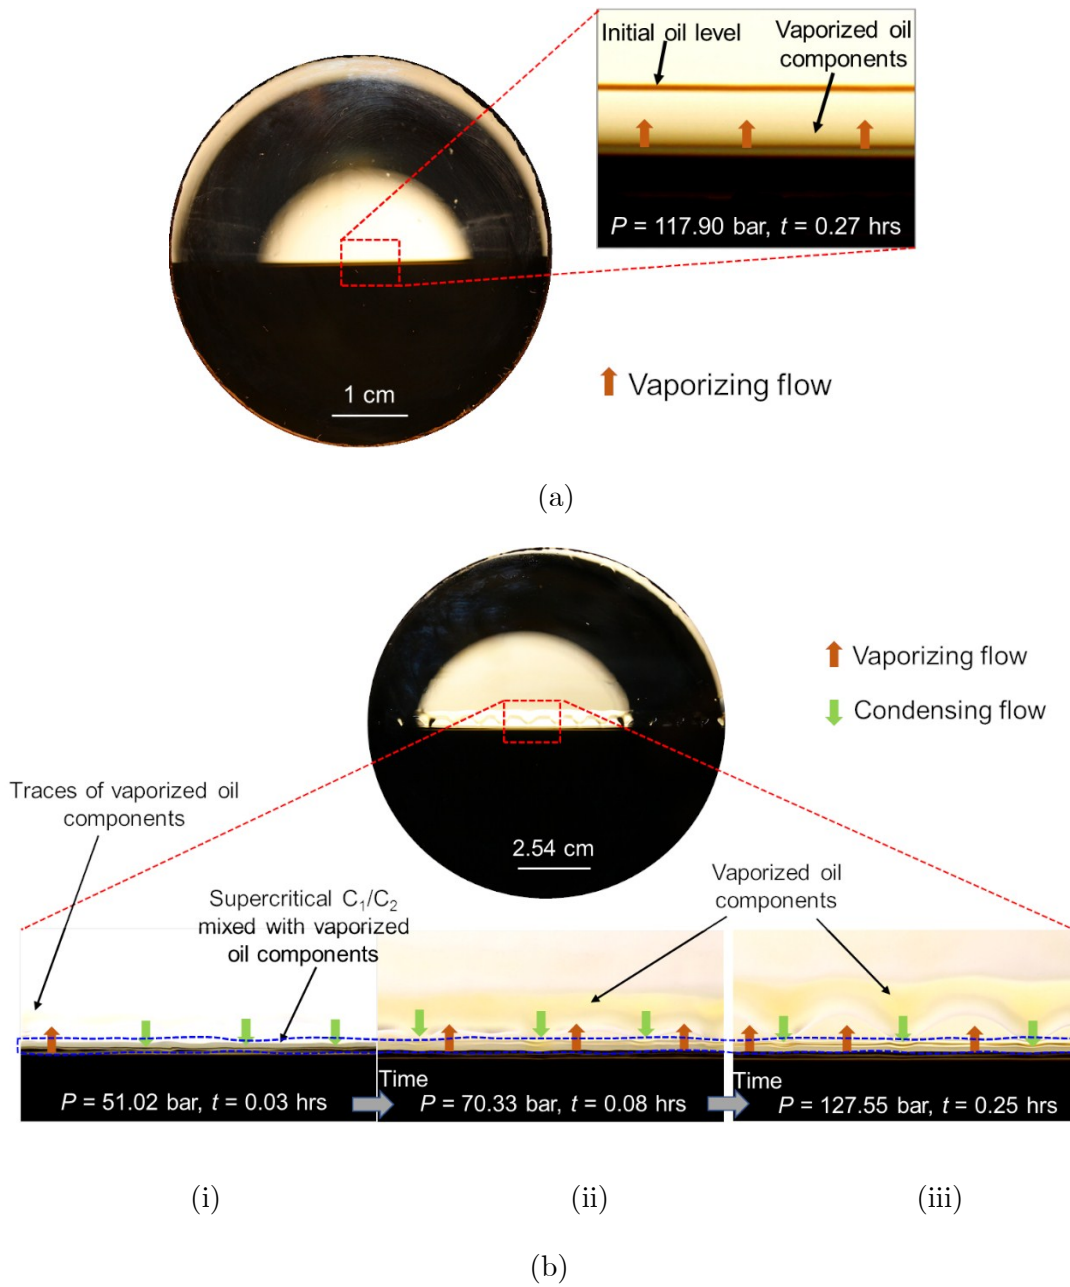 Initial oil level
Vaporized oil
components
P = 117.90 bar, t = 0.27 hrs
1 cm
Vaporizing flow
(a)
Vaporizing flow
Condensing flow
Traces of vaporized oil
components
2.54 cm
Supercritical C₁/C₂
mixed with vaporized
oil components
Vaporized oil
components
P = 51.02 bar, t = 0.03 hrs
Time
P = 70.33 bar, t = 0.08 hrs
Time
P = 127.55 bar, t = 0.25 hrs
(i)
(ii)
(iii)
(b)